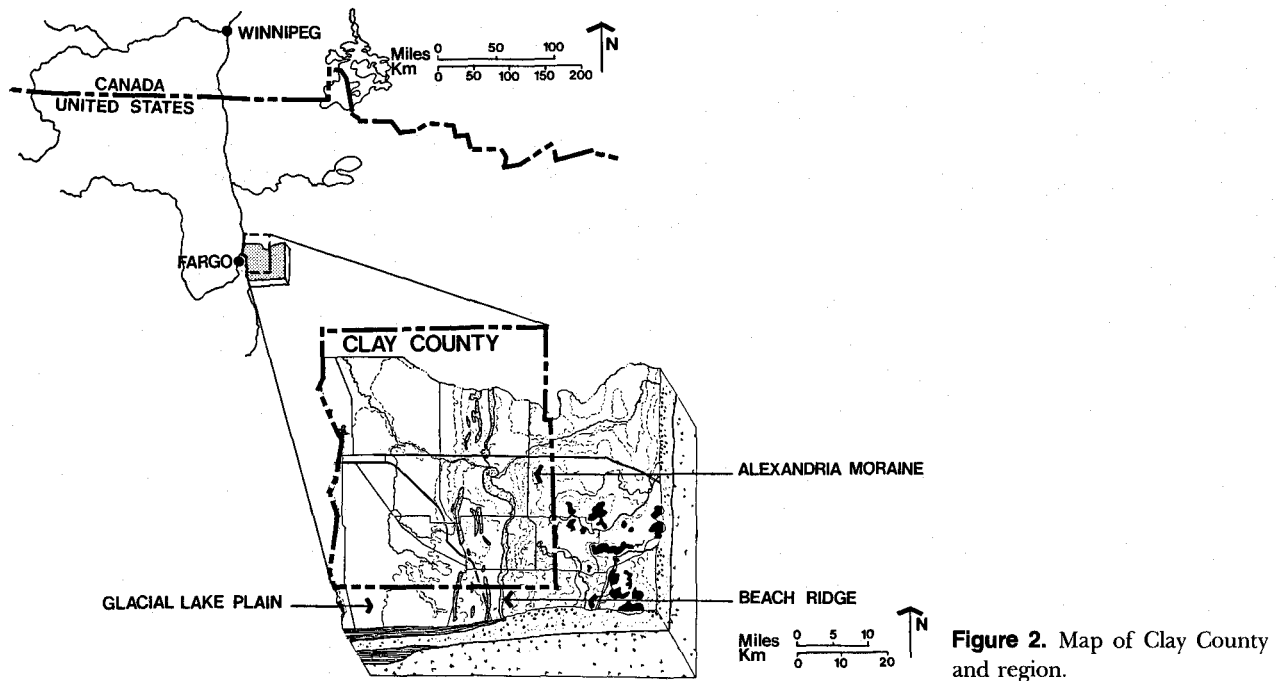 WINNIPEG
Miles 0 50 100
Km 0 50 100 150 200
N
CANADA
UNITED STATES
FARGO
CLAY COUNTY
ALEXANDRIA MORAINE
GLACIAL LAKE PLAIN
BEACH RIDGE
Miles 0 5 10
Km 0 10 20
N
Figure 2. Map of Clay County
and region.